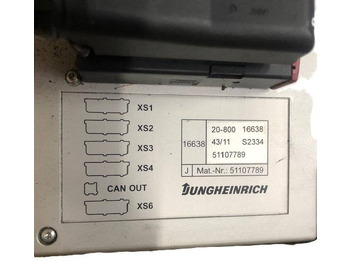 XS1
XS2
XS3
XS4
CAN OUT
XS6
16638
20-800 16638
43/11 S2334
51107789
J Mat.-Nr.: 51107789
JUNGHEINRICH